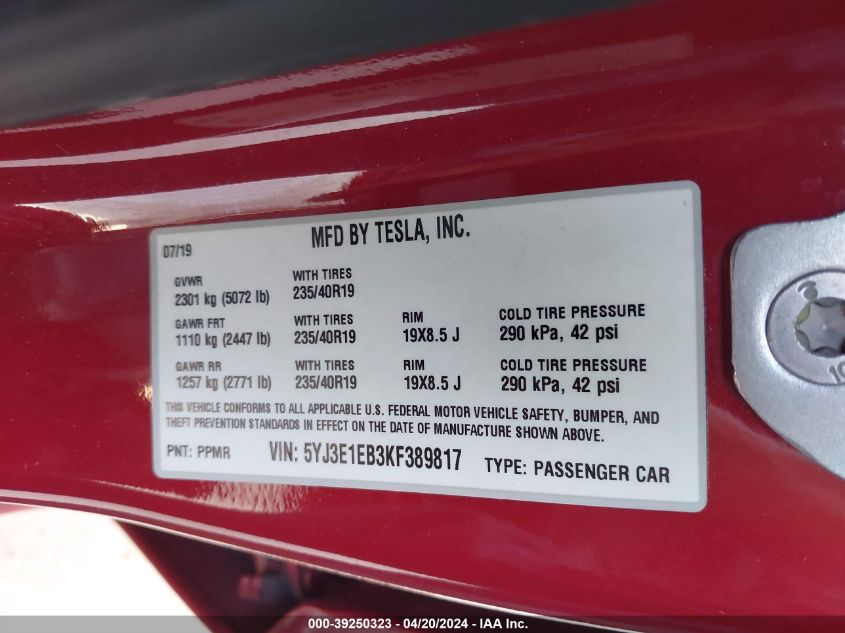 07/19
MFD BY TESLA, INC.
GVWR
2301 kg (5072 lb)
WITH TIRES
235/40R19
GAWR FRT
1110 kg (2447 lb)
WITH TIRES
235/40R19
RIM
19X8.5 J
COLD TIRE PRESSURE
290 kPa, 42 psi
GAWR RR
1257 kg (2771 lb)
WITH TIRES
235/40R19
RIM
19X8.5 J
COLD TIRE PRESSURE
290 kPa, 42 psi
THIS VEHICLE CONFORMS TO ALL APPLICABLE U.S. FEDERAL MOTOR VEHICLE SAFETY, BUMPER, AND
THEFT PREVENTION STANDARDS IN EFFECT ON THE DATE OF MANUFACTURE SHOWN ABOVE.
PNT: PPMR
VIN: 5YJ3E1EB3KF389817
TYPE: PASSENGER CAR
000-39250323 — 04/20/2024 — IAA Inc.